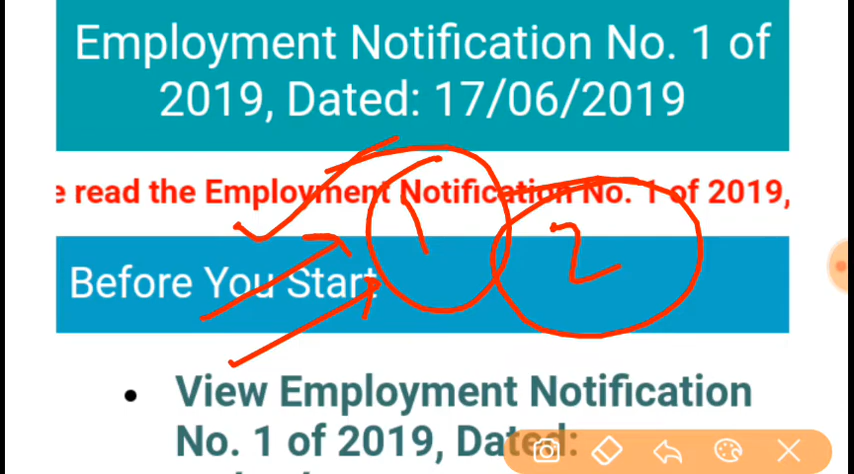 Employment Notification No. 1 of
2019, Dated: 17/06/2019
e read the Employment Notification No. 1 of 2019,
1
2
Before You Start
View Employment Notification
No. 1 of 2019, Dated: